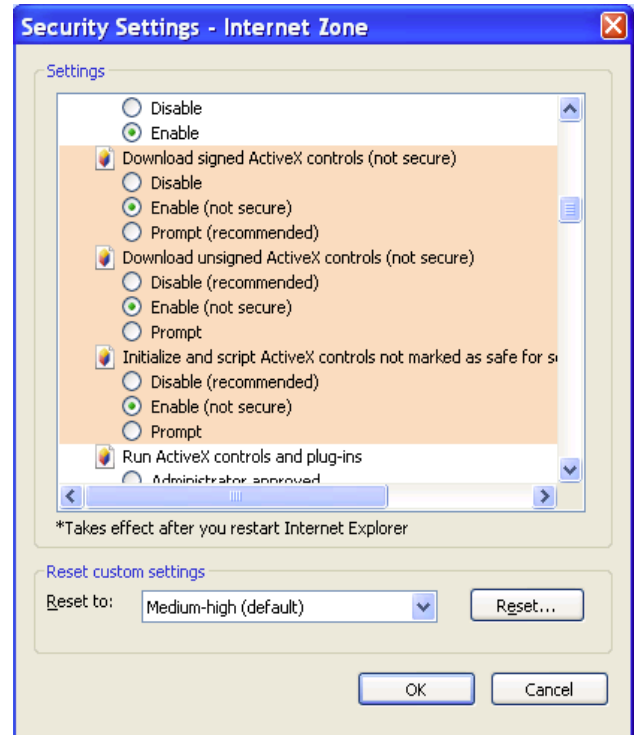 Security Settings - Internet Zone
Settings
Disable
Enable
Download signed ActiveX controls (not secure)
Disable
Enable (not secure)
Prompt (recommended)
Download unsigned ActiveX controls (not secure)
Disable (recommended)
Enable (not secure)
Prompt
Initialize and script ActiveX controls not marked as safe for s
Disable (recommended)
Enable (not secure)
Prompt
Run ActiveX controls and plug-ins
Administrator approved
*Takes effect after you restart Internet Explorer
Reset custom settings
Reset to: Medium-high (default) Reset...
OK Cancel